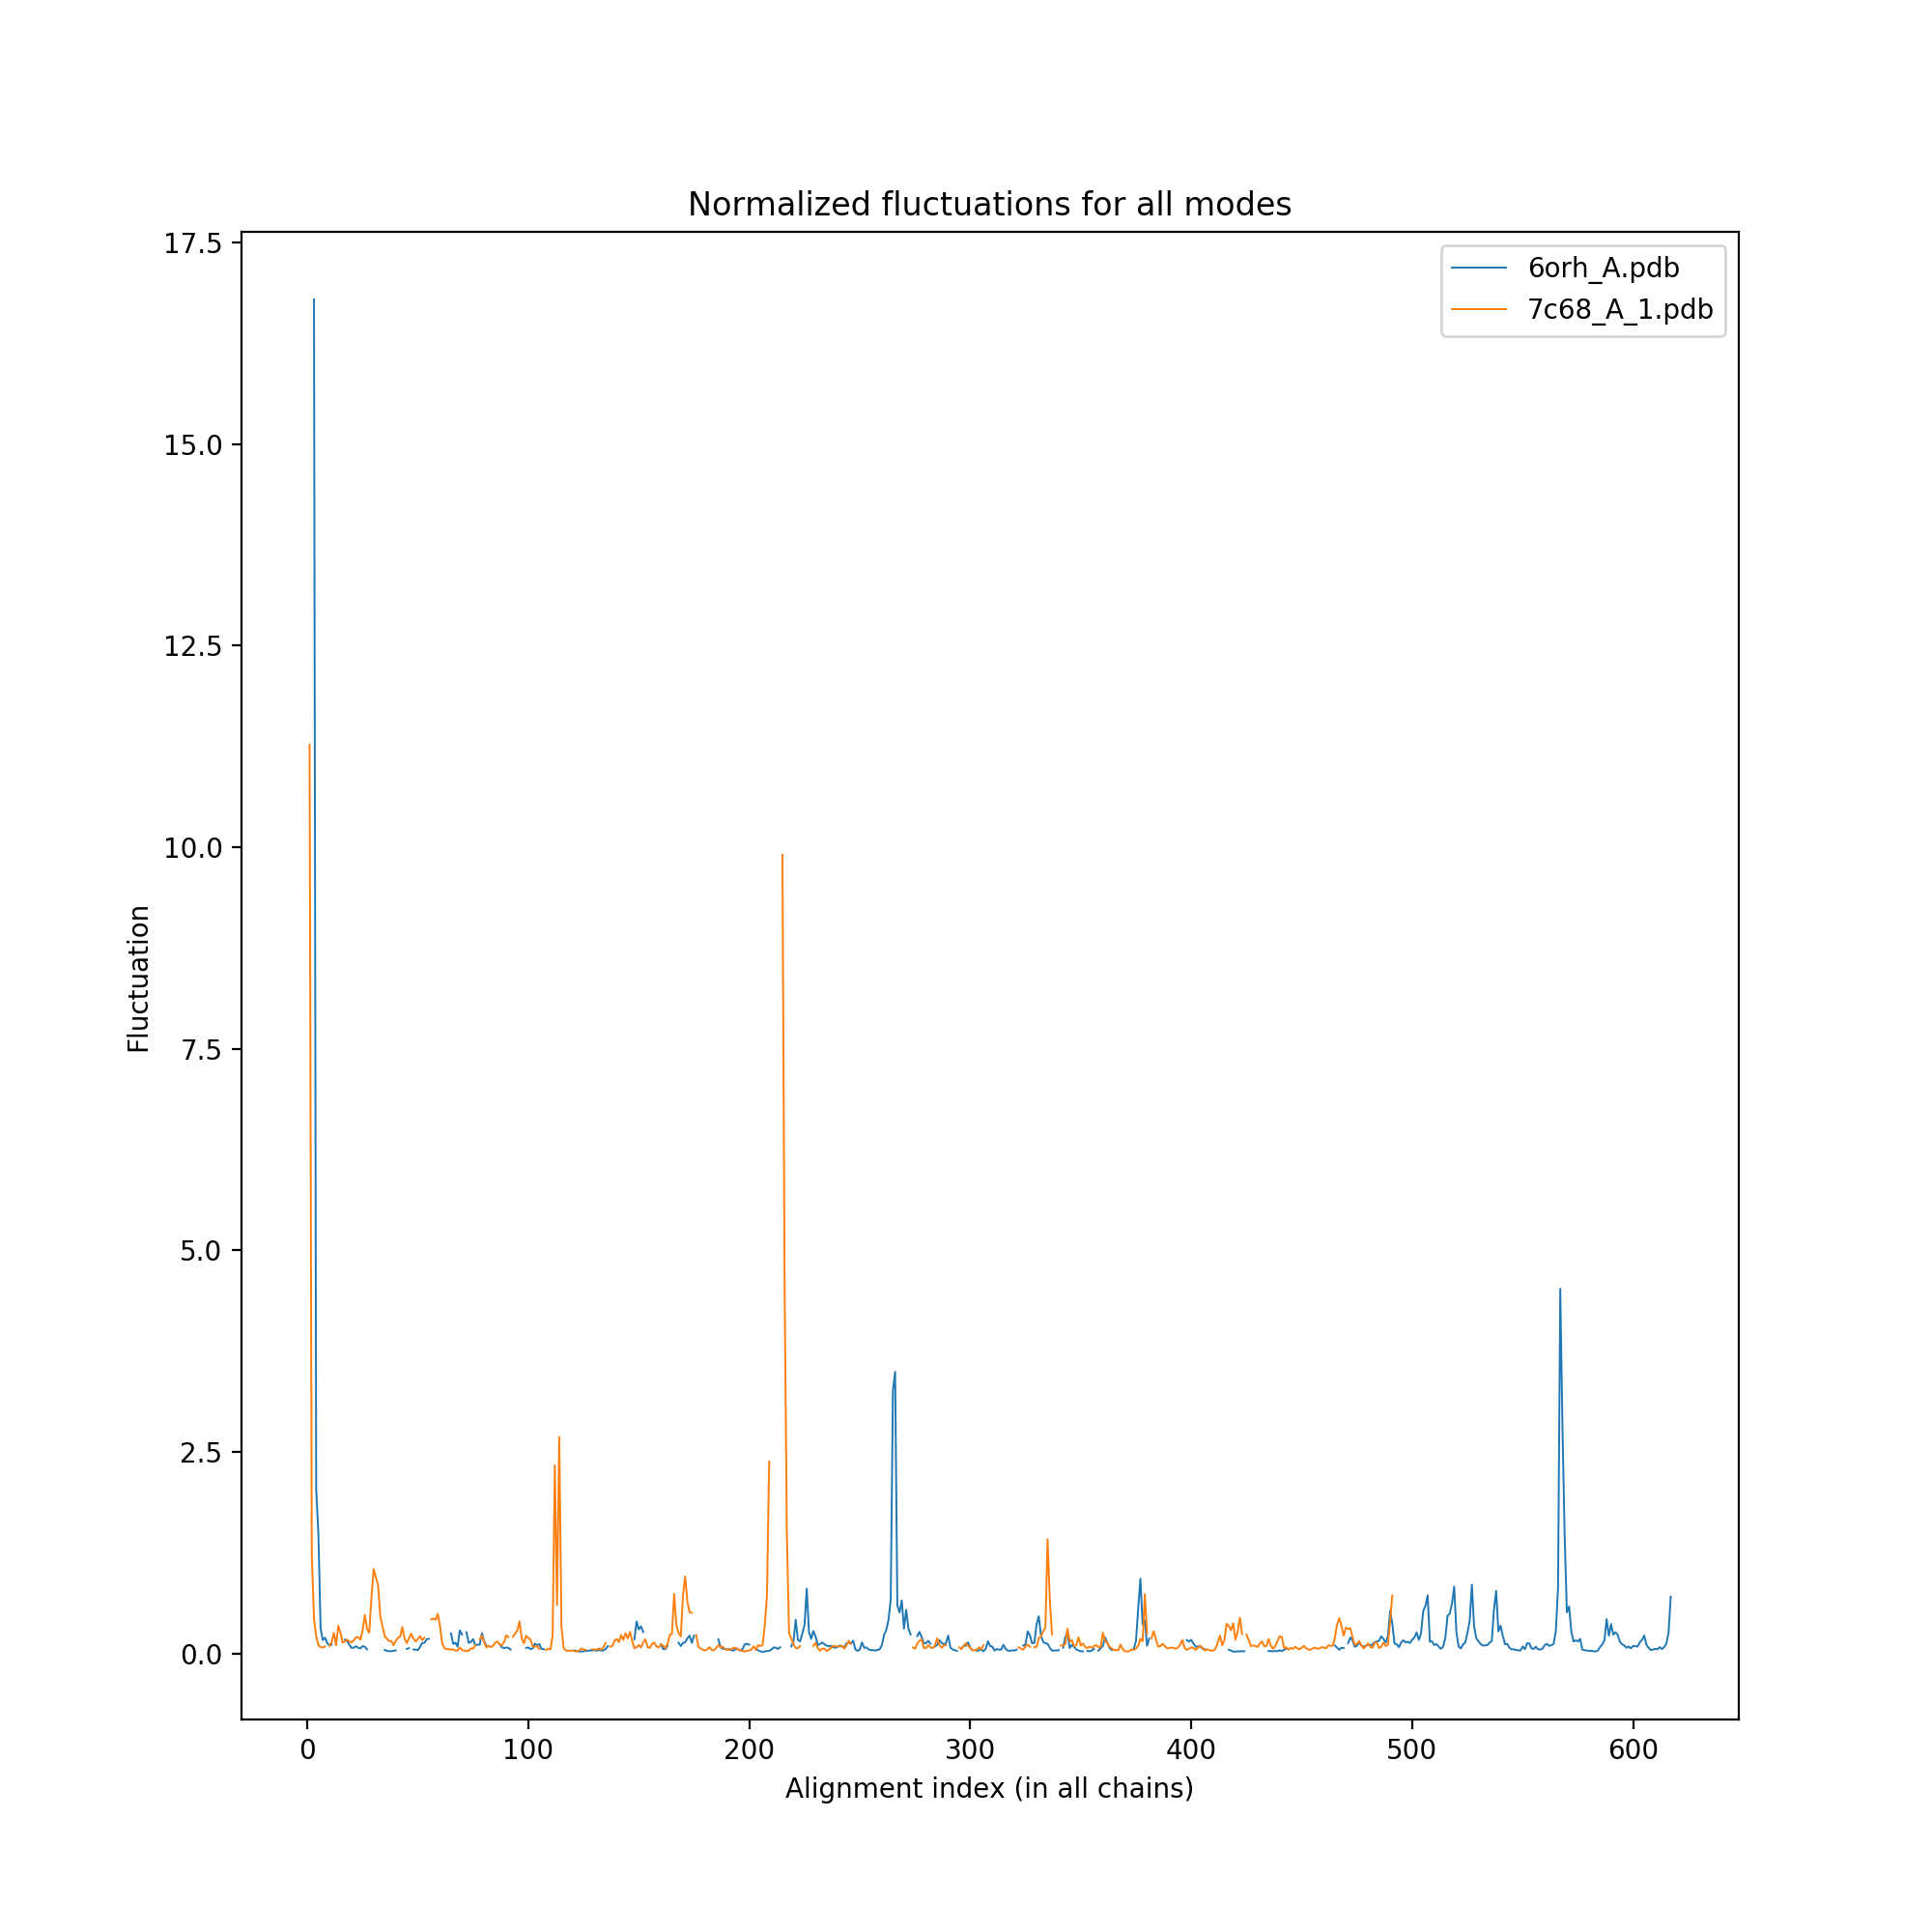 Normalized fluctuations for all modes
6orh_A.pdb
7c68_A_1.pdb
17.5
15.0
12.5
10.0
7.5
5.0
2.5
0.0
Fluctuation
0 100 200 300 400 500 600
Alignment index (in all chains)